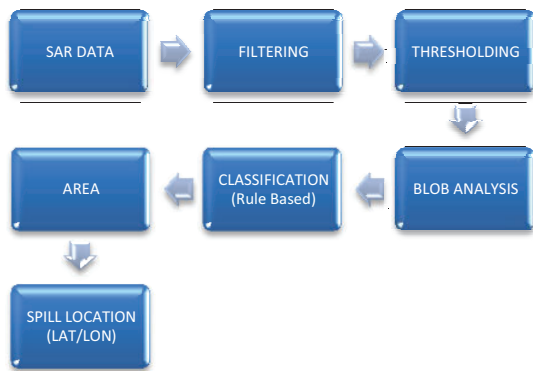 SAR DATA
FILTERING
THRESHOLDING
BLOB ANALYSIS
CLASSIFICATION
(Rule Based)
AREA
SPILL LOCATION
(LAT/LON)